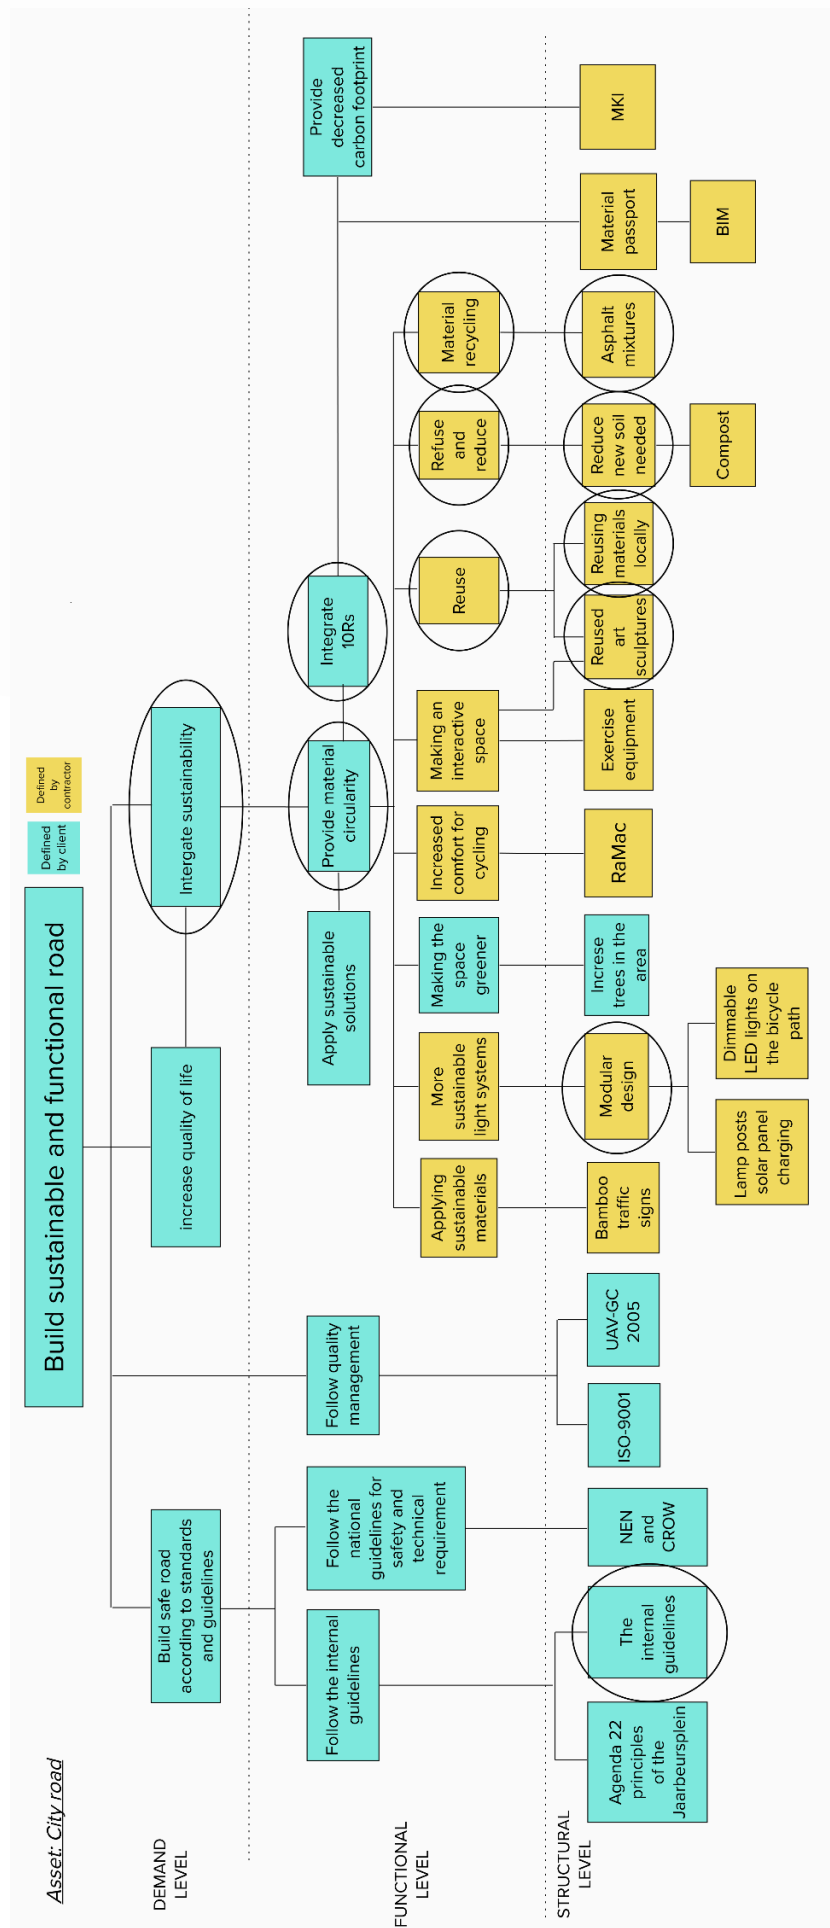 Asset: City road
Build sustainable and functional road
Defined
by client
Defined
by
contractor
DEMAND
LEVEL
Build safe road
according to standards
and guidelines
increase quality of life
Intergate sustainability
FUNCTIONAL
LEVEL
Follow the internal
guidelines
Follow the
national
guidelines for
safety and
technical
requirement
Follow quality
management
Apply sustainable
solutions
Provide material
circularity
Integrate
10Rs
Provide
decreased
carbon footprint
Applying
sustainable
materials
More
sustainable
light systems
Making the
space
greener
Increased
comfort for
cycling
Making an
interactive
space
Reuse
Refuse
and
reduce
Material
recycling
STRUCTURAL
LEVEL
Agenda 22
principles
of the
Jaarbeursplein
The
internal
guidelines
NEN
and
CROW
ISO-9001
UAV-GC
2005
Bamboo
traffic
signs
Modular
design
Increse
trees in the
area
RaMac
Exercise
equipment
Reused
art
sculptures
Reusing
materials
locally
Reduce
new soil
needed
Asphalt
mixtures
Material
passport
MKI
Lamp posts
solar panel
charging
Dimmable
LED lights on
the bicycle
path
Compost
BIM